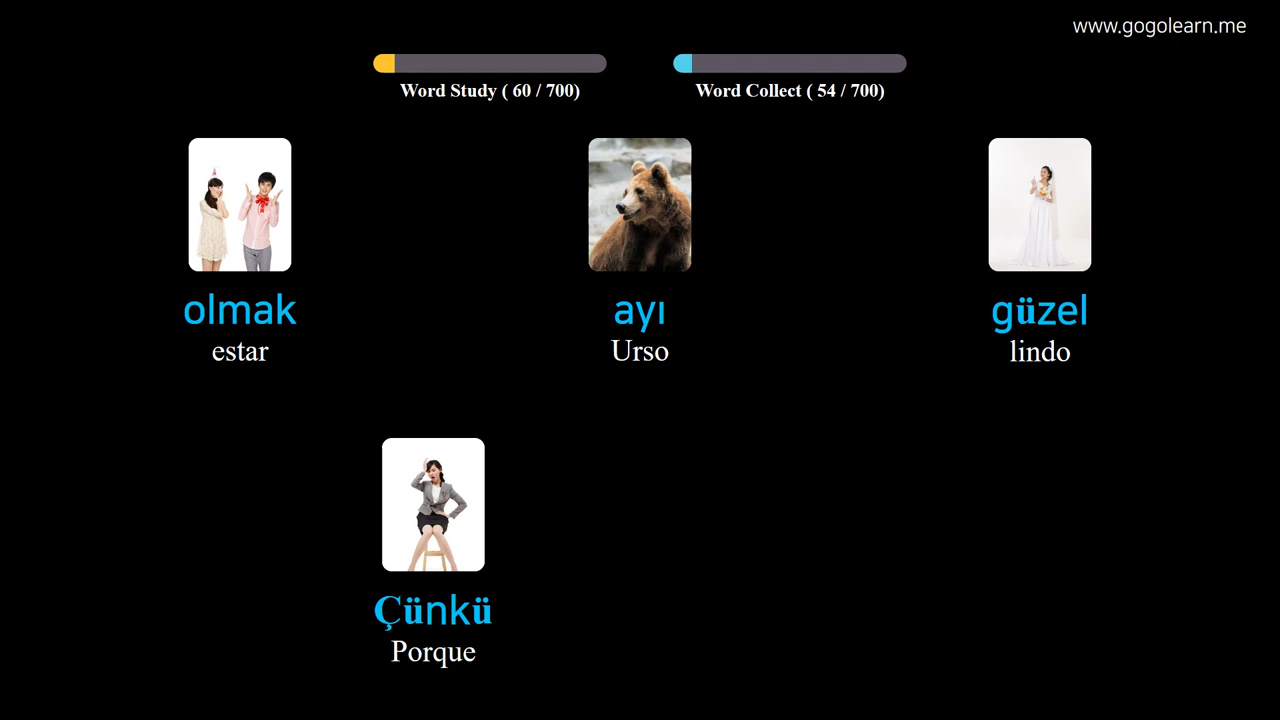 www.gogolearn.me
Word Study ( 60 / 700)
Word Collect ( 54 / 700)
olmak
estar
ayı
Urso
güzel
lindo
Çünkü
Porque